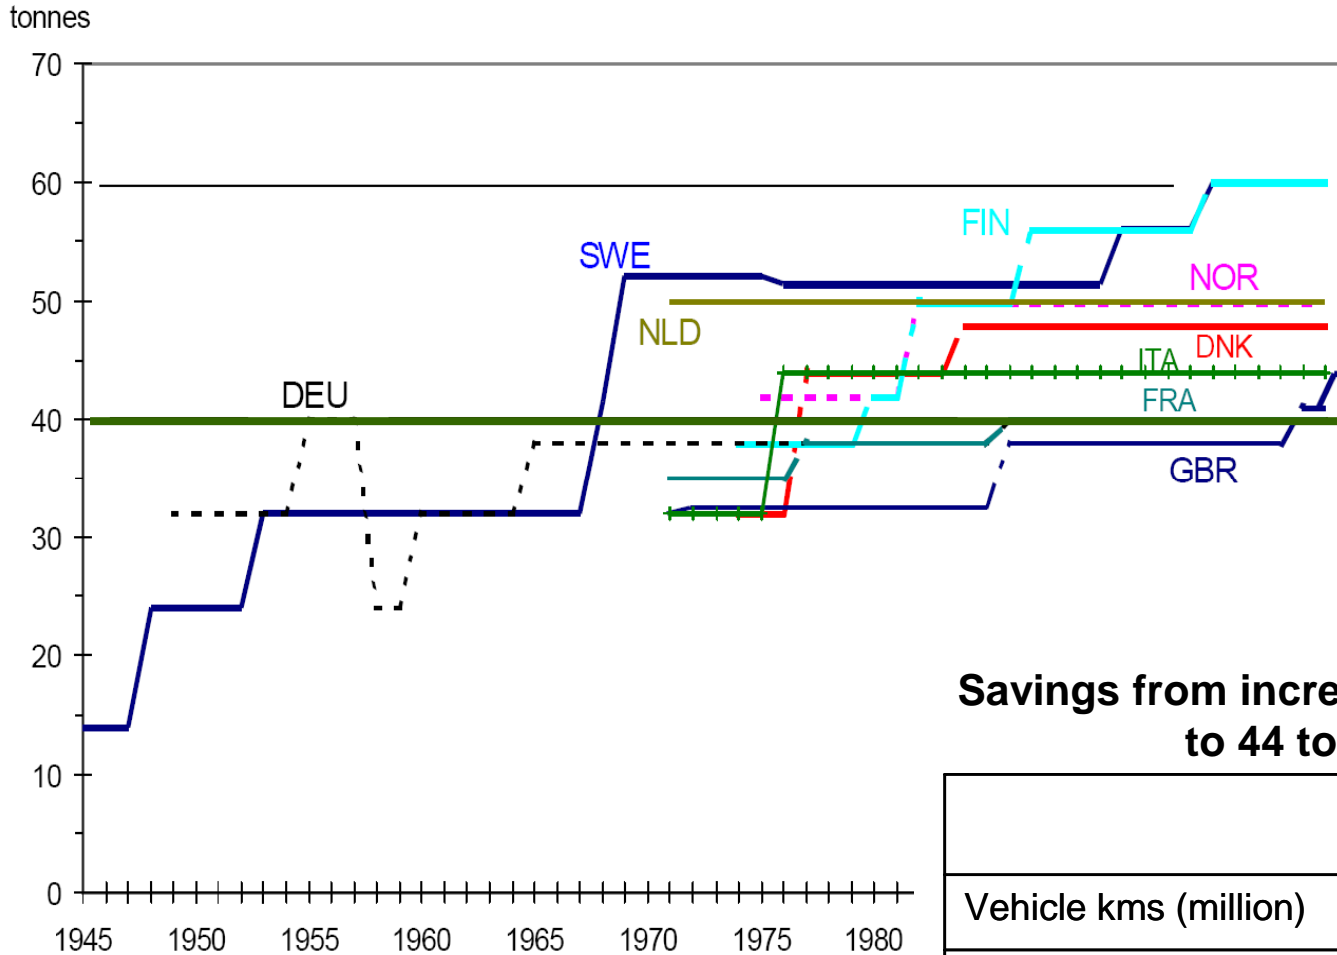 tonnes
70
60
FIN
SWE
NOR
50
NLD
DNK
ITA
DEU
FRA
40
GBR
30
20
Savings from incre
to 44 to
10
0
Vehicle kms (million)
1945 1950 1955 1960 1965 1970 1975 1980